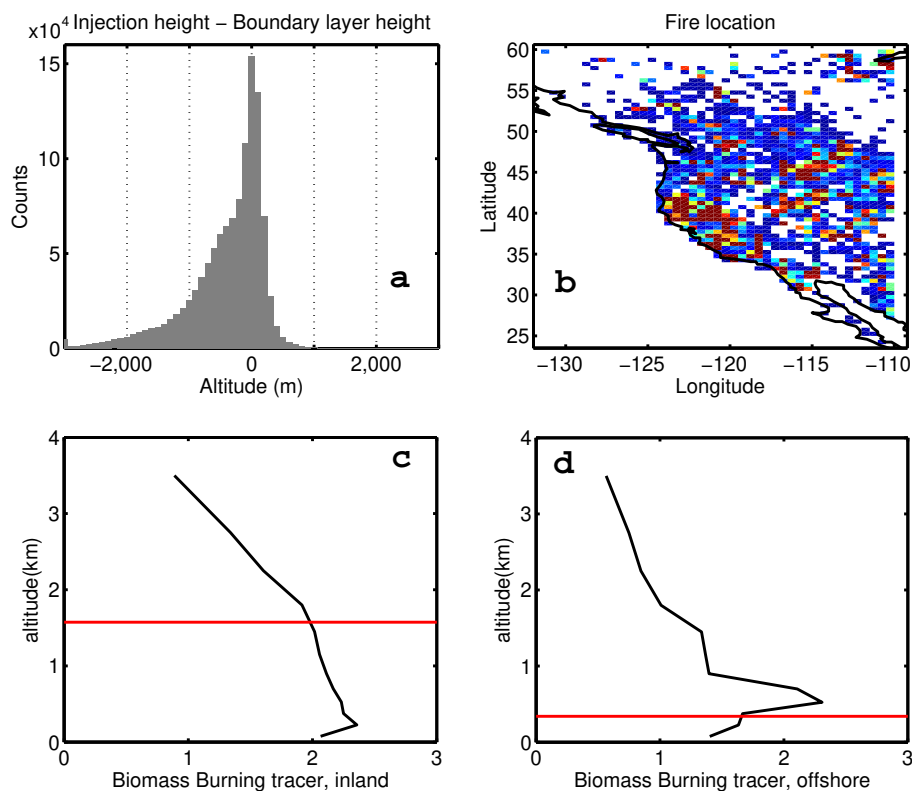 Injection height − Boundary layer height
x10⁴
15
10
5
0
Counts
−2,000 0 2,000
Altitude (m)
a
Fire location
60
55
50
45
40
35
30
25
Latitude
−130 −125 −120 −115 −110
Longitude
b
4
3
2
1
0
altitude(km)
0 1 2 3
Biomass Burning tracer, inland
c
4
3
2
1
0
altitude(km)
0 1 2 3
Biomass Burning tracer, offshore
d